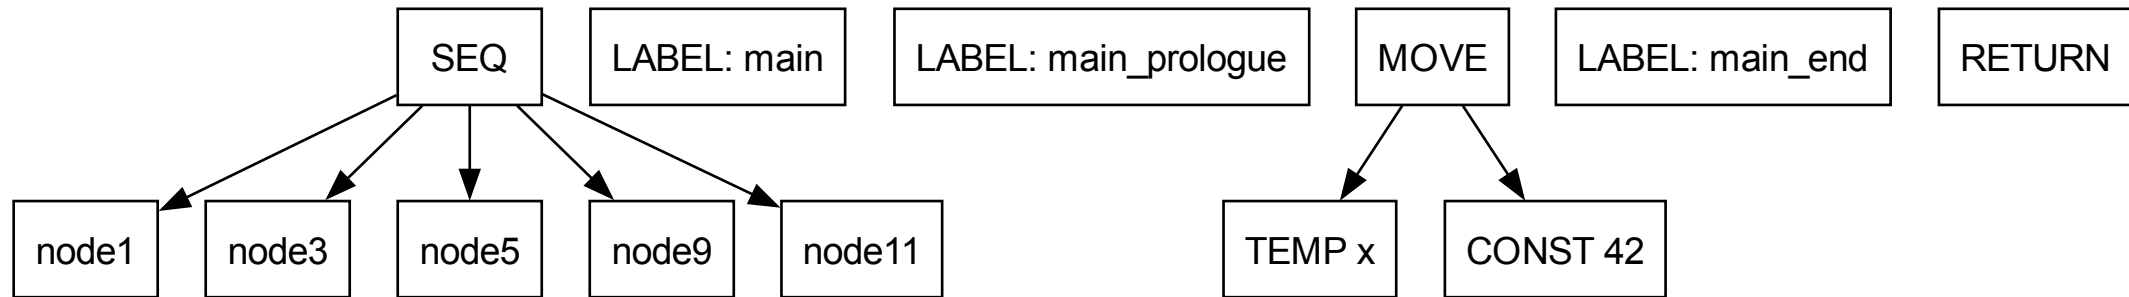 SEQ
LABEL: main
LABEL: main_prologue
MOVE
LABEL: main_end
RETURN
node1
node3
node5
node9
node11
TEMP x
CONST 42